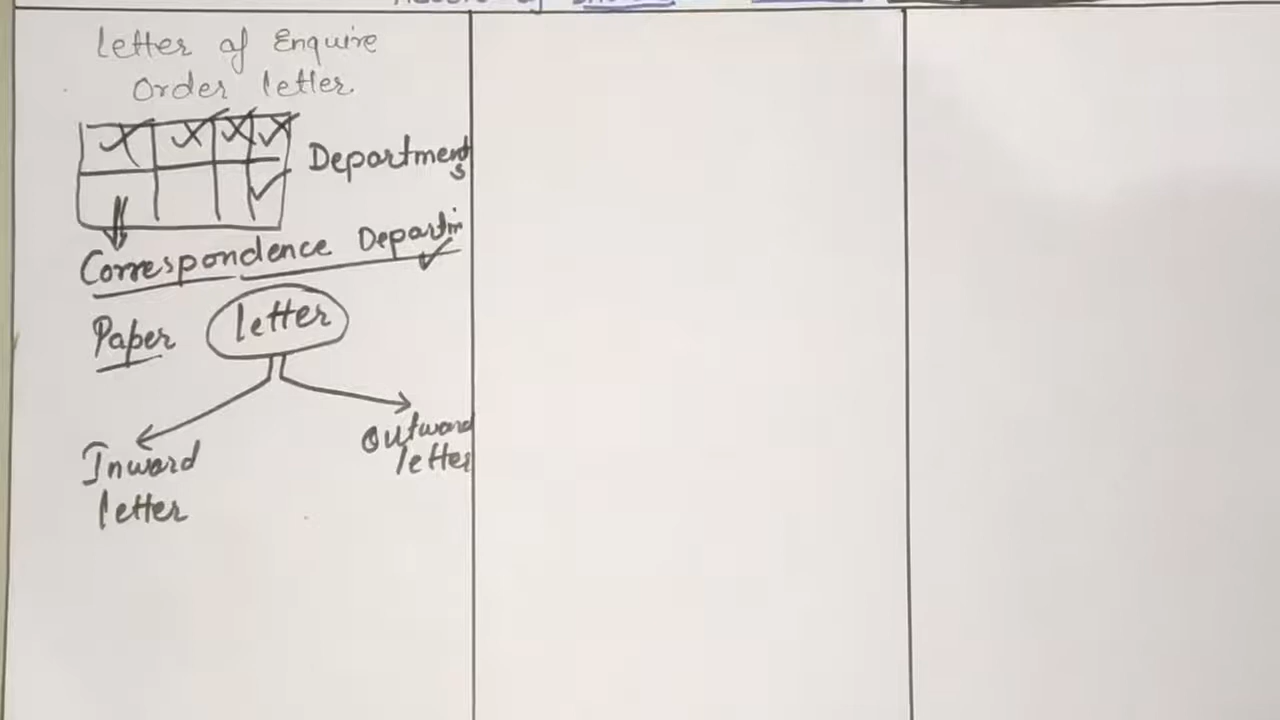 Letter of Enquire
Order letter
Departments
Correspondence Departm
Paper
letter
Inward
letter
Outward
letter